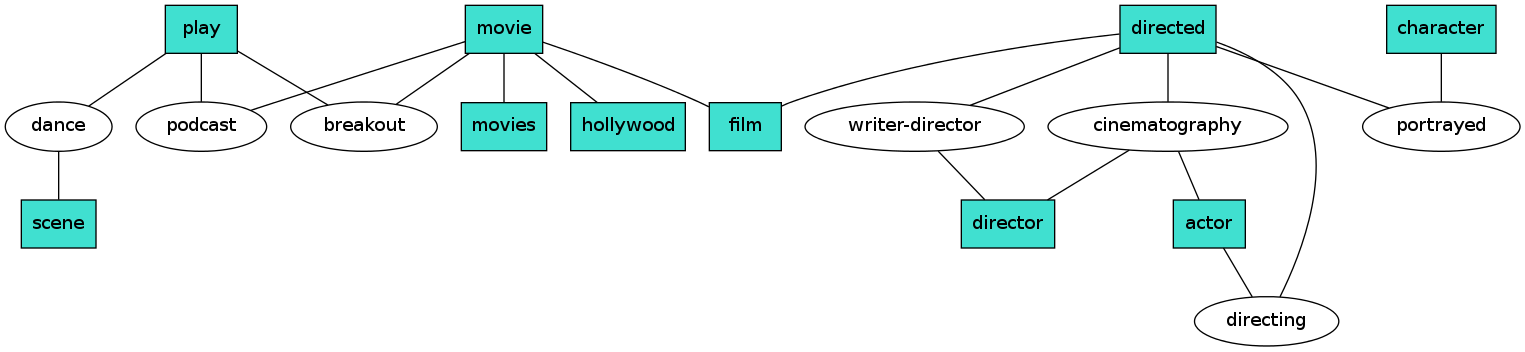 play
movie
directed
character
dance
podcast
breakout
movies
hollywood
film
writer-director
cinematography
portrayed
scene
director
actor
directing